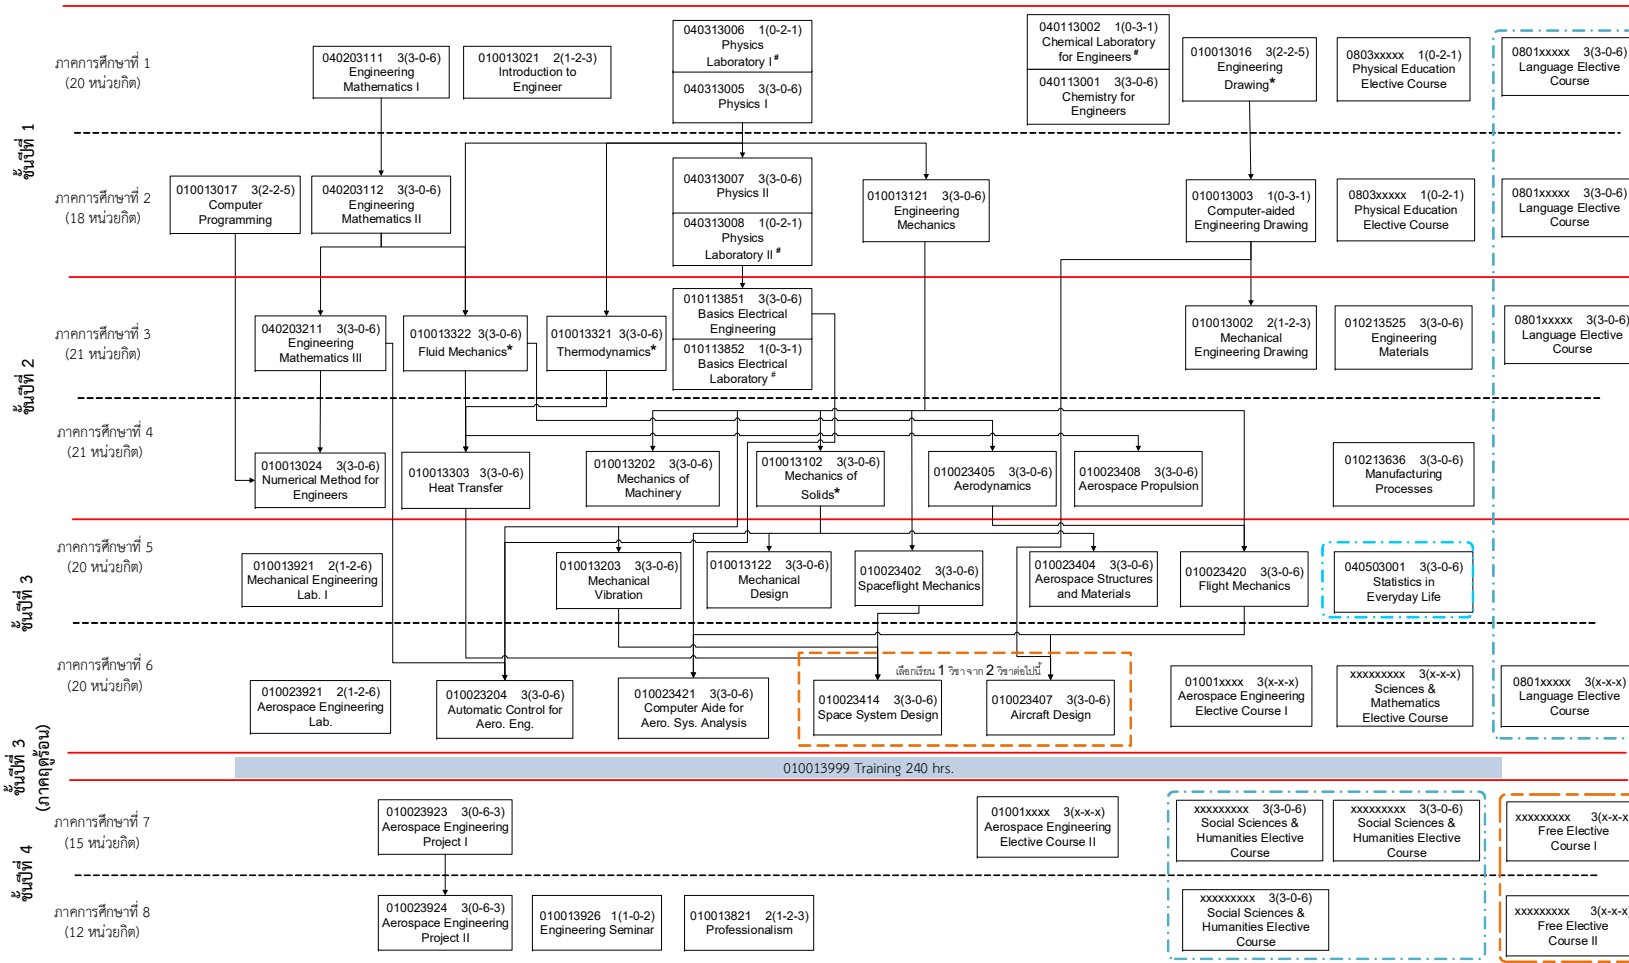 ชั้นปีที่ 1
ภาคการศึกษาที่ 1
(20 หน่วยกิต)
040203111 3(3-0-6)
Engineering
Mathematics I
010013021 2(1-2-3)
Introduction to
Engineer
040313006 1(0-2-1)
Physics
Laboratory I #
040313005 3(3-0-6)
Physics I
040113002 1(0-3-1)
Chemical Laboratory
for Engineers #
040113001 3(3-0-6)
Chemistry for
Engineers
010013016 3(2-2-5)
Engineering
Drawing*
0803xxxxx 1(0-2-1)
Physical Education
Elective Course
0801xxxxx 3(3-0-6)
Language Elective
Course
ภาคการศึกษาที่ 2
(18 หน่วยกิต)
010013017 3(2-2-5)
Computer
Programming
040203112 3(3-0-6)
Engineering
Mathematics II
040313007 3(3-0-6)
Physics II
040313008 1(0-2-1)
Physics
Laboratory II #
010013121 3(3-0-6)
Engineering
Mechanics
010013003 1(0-3-1)
Computer-aided
Engineering Drawing
0803xxxxx 1(0-2-1)
Physical Education
Elective Course
0801xxxxx 3(3-0-6)
Language Elective
Course
ชั้นปีที่ 2
ภาคการศึกษาที่ 3
(21 หน่วยกิต)
040203211 3(3-0-6)
Engineering
Mathematics III
010013322 3(3-0-6)
Fluid Mechanics*
010013321 3(3-0-6)
Thermodynamics*
010113851 3(3-0-6)
Basics Electrical
Engineering
010113852 1(0-3-1)
Basics Electrical
Laboratory #
010013002 2(1-2-3)
Mechanical
Engineering Drawing
010213525 3(3-0-6)
Engineering
Materials
0801xxxxx 3(3-0-6)
Language Elective
Course
ภาคการศึกษาที่ 4
(21 หน่วยกิต)
010013024 3(3-0-6)
Numerical Method for
Engineers
010013303 3(3-0-6)
Heat Transfer
010013202 3(3-0-6)
Mechanics of
Machinery
010013102 3(3-0-6)
Mechanics of
Solids*
010023405 3(3-0-6)
Aerodynamics
010023408 3(3-0-6)
Aerospace Propulsion
010213636 3(3-0-6)
Manufacturing
Processes
ชั้นปีที่ 3
ภาคการศึกษาที่ 5
(20 หน่วยกิต)
010013921 2(1-2-6)
Mechanical Engineering
Lab. I
010013203 3(3-0-6)
Mechanical
Vibration
010013122 3(3-0-6)
Mechanical
Design
010023402 3(3-0-6)
Spaceflight Mechanics
010023404 3(3-0-6)
Aerospace Structures
and Materials
010023420 3(3-0-6)
Flight Mechanics
040503001 3(3-0-6)
Statistics in
Everyday Life
ภาคการศึกษาที่ 6
(20 หน่วยกิต)
010023921 2(1-2-6)
Aerospace Engineering
Lab.
010023204 3(3-0-6)
Automatic Control for
Aero. Eng.
010023421 3(3-0-6)
Computer Aide for
Aero. Sys. Analysis
เลือกเรียน 1 วิชา จาก 2 วิชาต่อไปนี้
010023414 3(3-0-6)
Space System Design
010023407 3(3-0-6)
Aircraft Design
01001xxxx 3(x-x-x)
Aerospace Engineering
Elective Course I
xxxxxxxxx 3(x-x-x)
Sciences &
Mathematics
Elective Course
0801xxxxx 3(x-x-x)
Language Elective
Course
ชั้นปีที่ 3
(ภาคฤดูร้อน)
010013999 Training 240 hrs.
ชั้นปีที่ 4
ภาคการศึกษาที่ 7
(15 หน่วยกิต)
010023923 3(0-6-3)
Aerospace Engineering
Project I
01001xxxx 3(x-x-x)
Aerospace Engineering
Elective Course II
xxxxxxxxx 3(3-0-6)
Social Sciences &
Humanities Elective
Course
xxxxxxxxx 3(3-0-6)
Social Sciences &
Humanities Elective
Course
xxxxxxxxx 3(x-x-x)
Free Elective
Course I
ภาคการศึกษาที่ 8
(12 หน่วยกิต)
010023924 3(0-6-3)
Aerospace Engineering
Project II
010013926 1(1-0-2)
Engineering Seminar
010013821 2(1-2-3)
Professionalism
xxxxxxxxx 3(3-0-6)
Social Sciences &
Humanities Elective
Course
xxxxxxxxx 3(x-x-x)
Free Elective
Course II